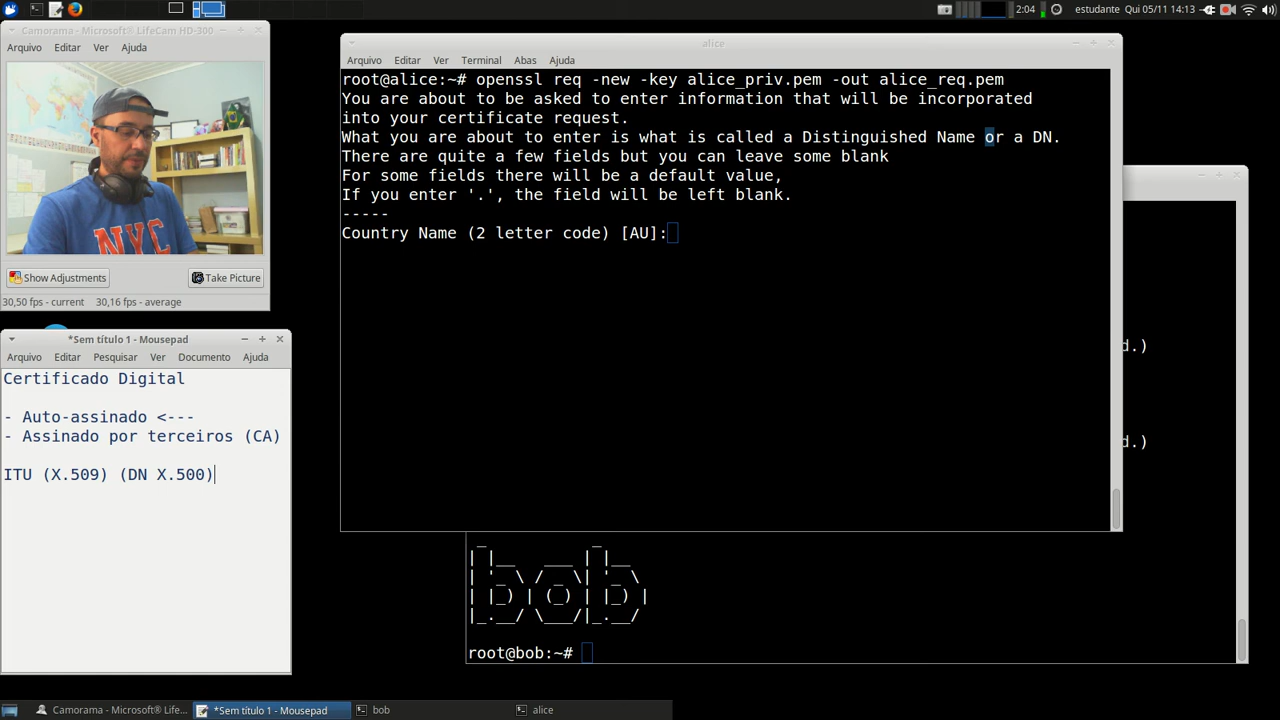 2:04 estudante Qui 05/11 14:13
Camorama - Microsoft® LifeCam HD-300
Arquivo Editar Ver Ajuda
Show Adjustments Take Picture
30,50 fps - current 30,16 fps - average
*Sem título 1 - Mousepad
Arquivo Editar Pesquisar Ver Documento Ajuda
Certificado Digital
- Auto-assinado <---
- Assinado por terceiros (CA)
ITU (X.509) (DN X.500)
alice
Arquivo Editar Ver Terminal Abas Ajuda
root@alice:~# openssl req -new -key alice_priv.pem -out alice_req.pem
You are about to be asked to enter information that will be incorporated
into your certificate request.
What you are about to enter is what is called a Distinguished Name or a DN.
There are quite a few fields but you can leave some blank
For some fields there will be a default value,
If you enter '.', the field will be left blank.
-----
Country Name (2 letter code) [AU]:
d.)
d.)
bob
root@bob:~#
Camorama - Microsoft® LifeC... *Sem título 1 - Mousepad bob alice